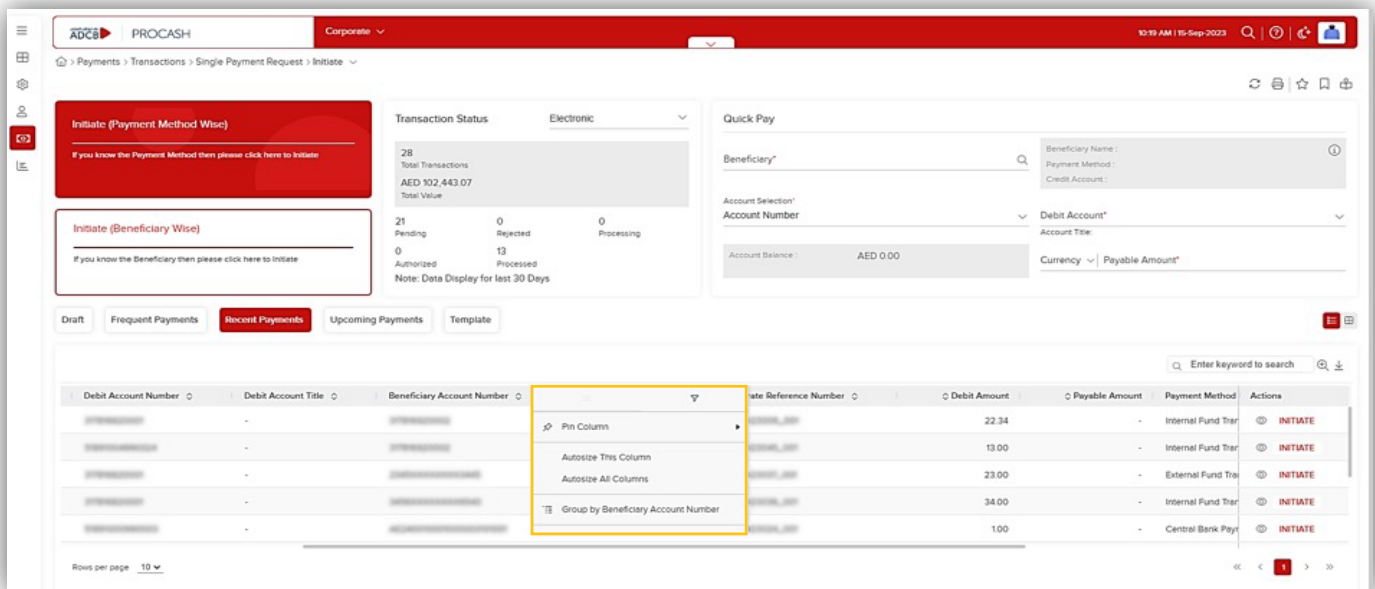 ADCB PROCASH Corporate 10:19 AM | 15-Sep-2023
> Payments > Transactions > Single Payment Request > Initiate
Initiate (Payment Method Wise)
If you know the Payment Method then please click here to Initiate
Initiate (Beneficiary Wise)
If you know the Beneficiary then please click here to Initiate
Transaction Status Electronic
28
Total Transactions
AED 102,443.07
Total Value
21 0 0
Pending Rejected Processing
0 13
Authorized Processed
Note: Data Display for last 30 Days
Quick Pay
Beneficiary*
Beneficiary Name :
Payment Method :
Credit Account :
Account Selection*
Account Number
Debit Account*
Account Title:
Account Balance : AED 0.00
Currency Payable Amount*
Draft Frequent Payments Recent Payments Upcoming Payments Template
Enter keyword to search
Debit Account Number Debit Account Title Beneficiary Account Number Reference Number Debit Amount Payable Amount Payment Method Actions
- 22.34 - Internal Fund Tran INITIATE
- 13.00 - Internal Fund Tran INITIATE
- 23.00 - External Fund Tra INITIATE
- 34.00 - Internal Fund Tran INITIATE
- 1.00 - Central Bank Payr INITIATE
Pin Column
Autosize This Column
Autosize All Columns
Group by Beneficiary Account Number
Rows per page 10 << < 1 > >>